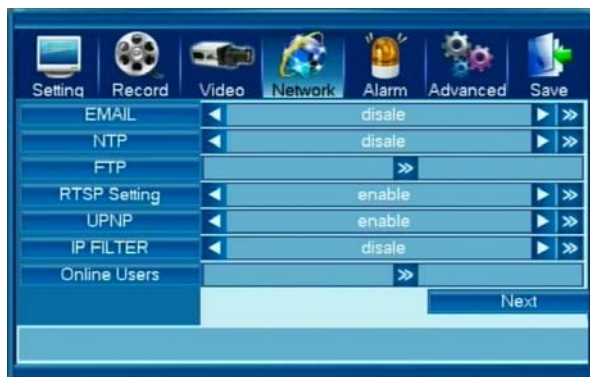 Setting Record Video Network Alarm Advanced Save
EMAIL disale
NTP disale
FTP
RTSP Setting enable
UPNP enable
IP FILTER disale
Online Users
Next